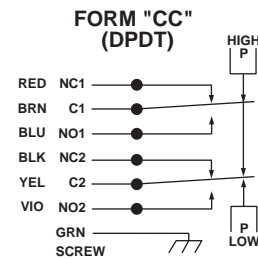 FORM "CC"
(DPDT)
HIGH
P
RED NC1
BRN C1
BLU NO1
BLK NC2
YEL C2
VIO NO2
GRN
SCREW
P
LOW